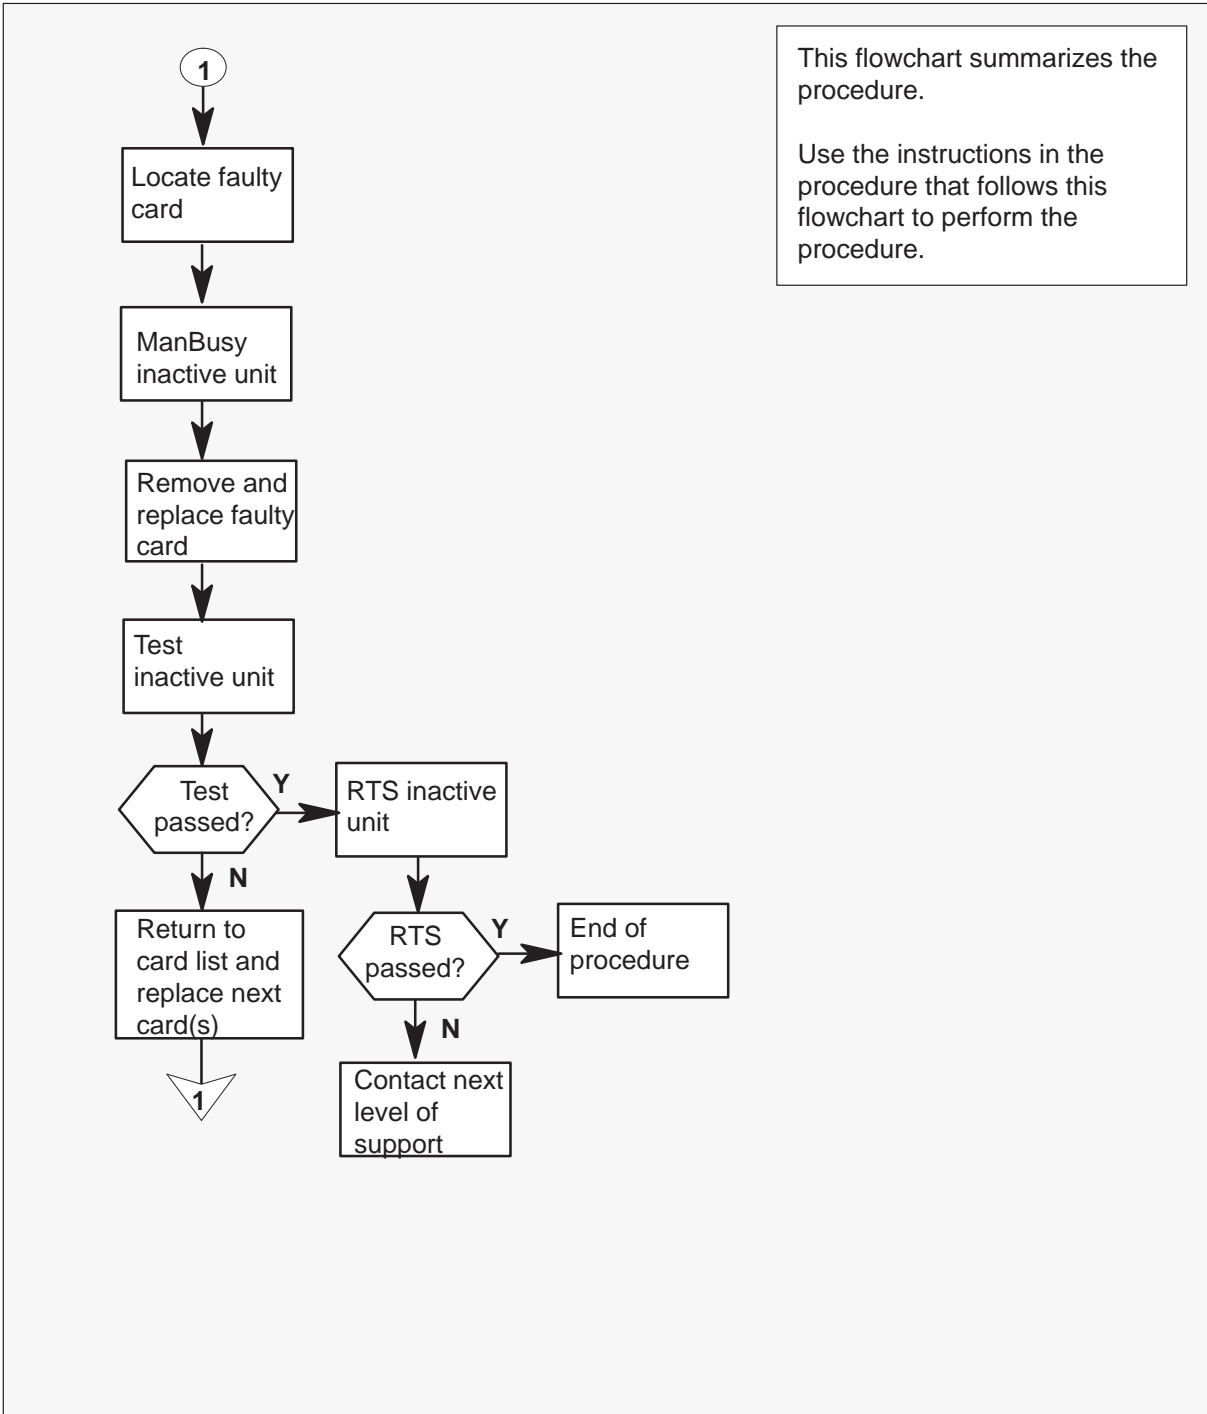 1
This flowchart summarizes the
procedure.
Use the instructions in the
procedure that follows this
flowchart to perform the
procedure.
Locate faulty
card
ManBusy
inactive unit
Remove and
replace faulty
card
Test
inactive unit
Test
passed?
Y
RTS inactive
unit
N
Return to
card list and
replace next
card(s)
1
RTS
passed?
Y
End of
procedure
N
Contact next
level of
support